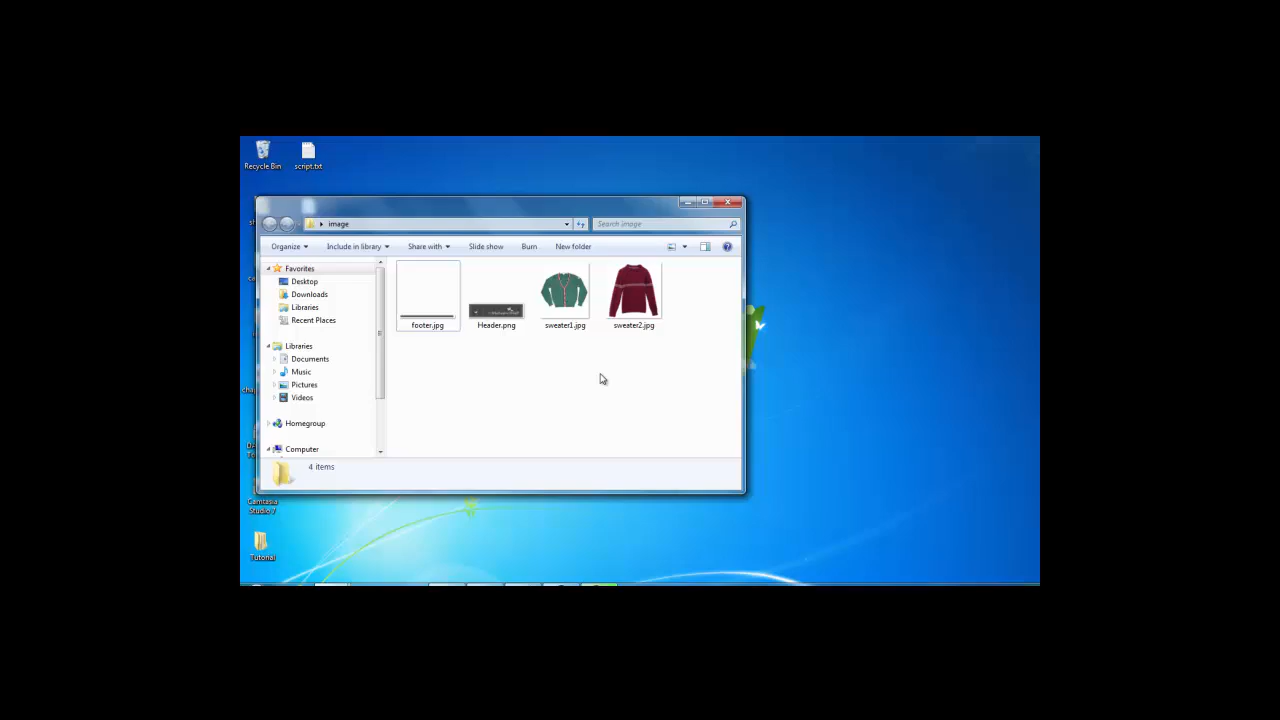 Recycle Bin
script.txt
image
Search image
Organize
Include in library
Share with
Slide show
Burn
New folder
Favorites
Desktop
Downloads
Libraries
Recent Places
Libraries
Documents
Music
Pictures
Videos
Homegroup
Computer
footer.jpg
Header.png
sweater1.jpg
sweater2.jpg
4 items
Camtasia
Studio 7
Tutorial